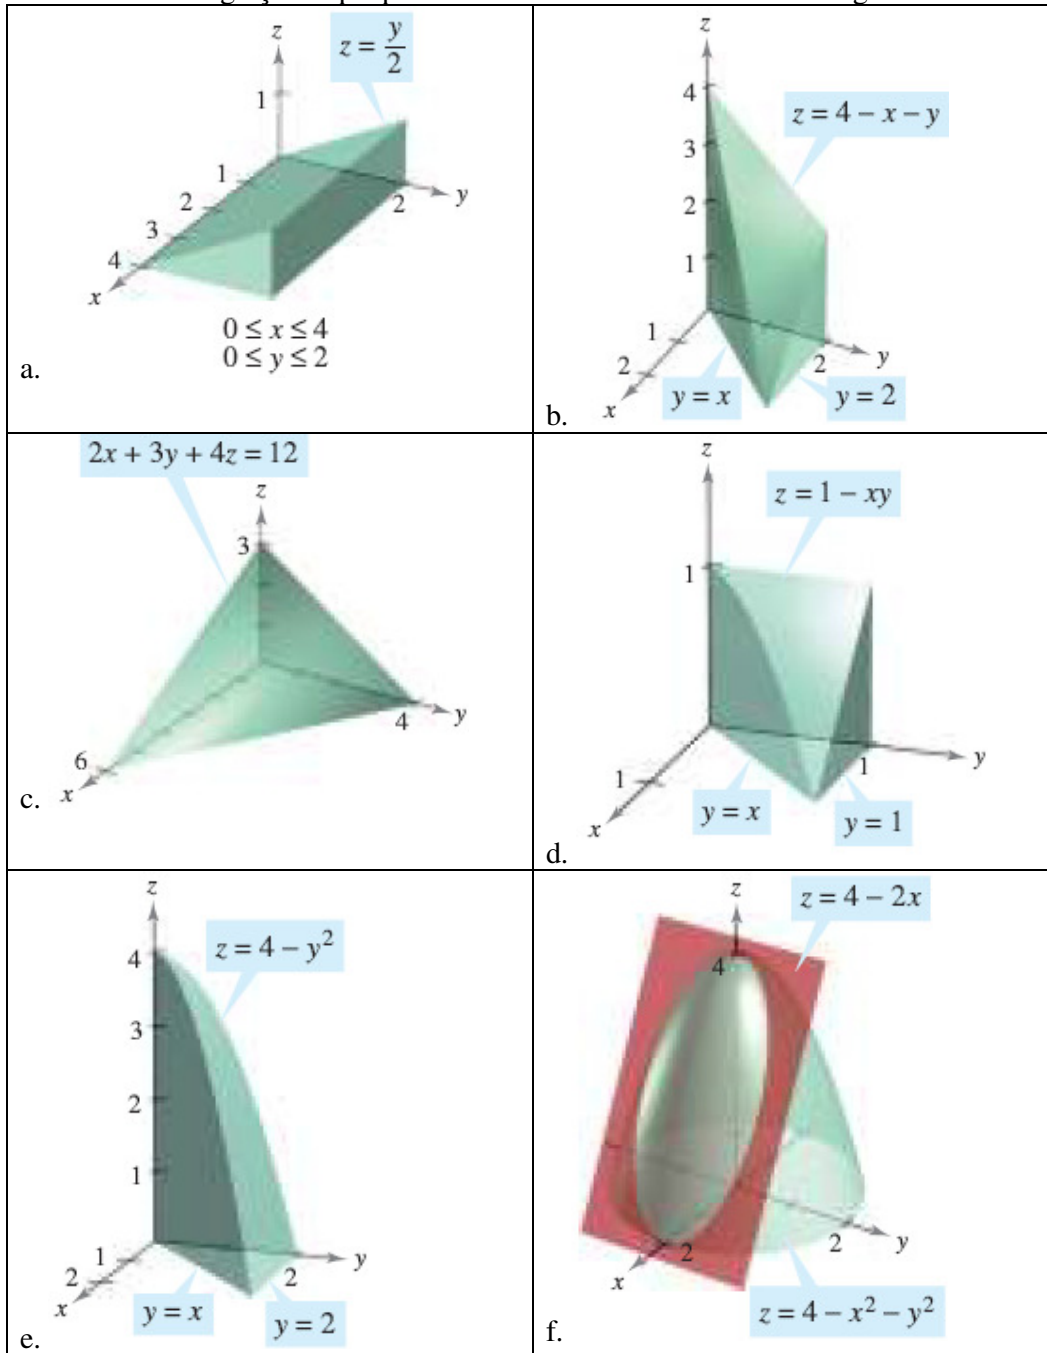 z
z = y/2
1
1
2
3
4
2
y
x
0 ≤ x ≤ 4
0 ≤ y ≤ 2
a.
z
4
3
2
1
z = 4 − x − y
1
2
2
y
x
y = x
y = 2
b.
2x + 3y + 4z = 12
z
3
4
y
6
x
c.
z
z = 1 − xy
1
1
1
y
x
y = x
y = 1
d.
z
z = 4 − y²
4
3
2
1
1
2
2
y
x
y = x
y = 2
e.
z
z = 4 − 2x
4
2
2
y
x
z = 4 − x² − y²
f.